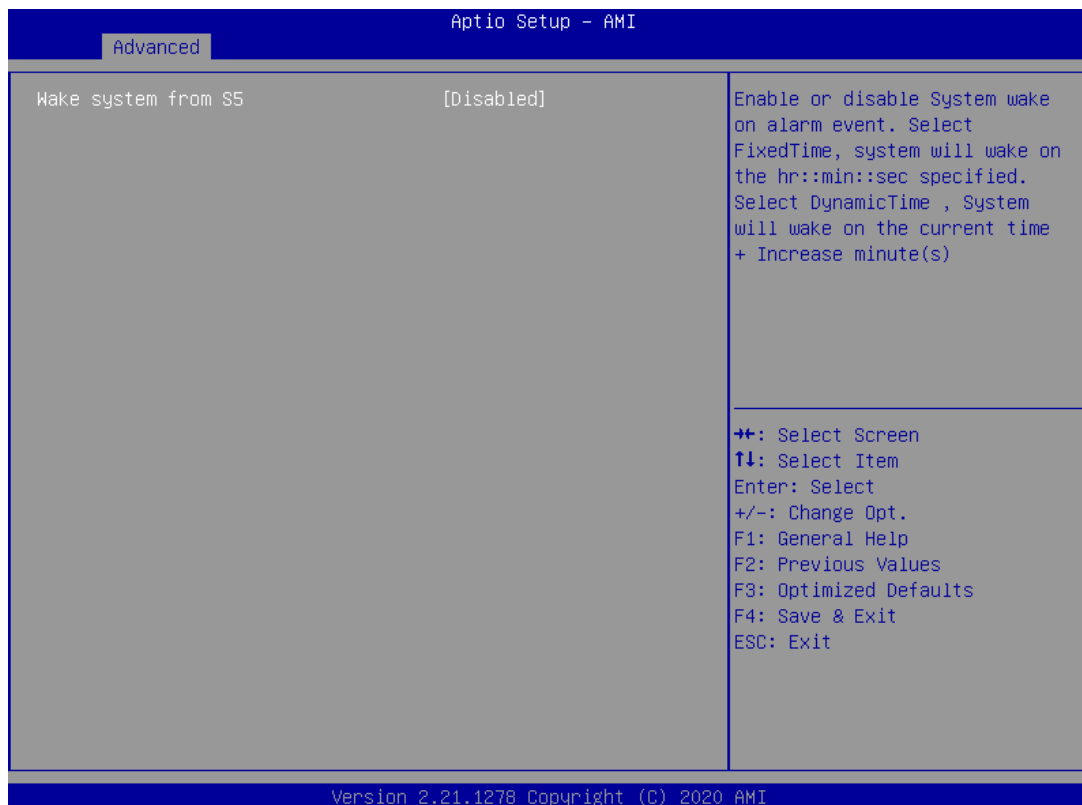 Aptio Setup - AMI
Advanced
Wake system from S5 [Disabled]
Enable or disable System wake
on alarm event. Select
FixedTime, system will wake on
the hr::min::sec specified.
Select DynamicTime , System
will wake on the current time
+ Increase minute(s)
→←: Select Screen
↑↓: Select Item
Enter: Select
+/-: Change Opt.
F1: General Help
F2: Previous Values
F3: Optimized Defaults
F4: Save & Exit
ESC: Exit
Version 2.21.1278 Copyright (C) 2020 AMI